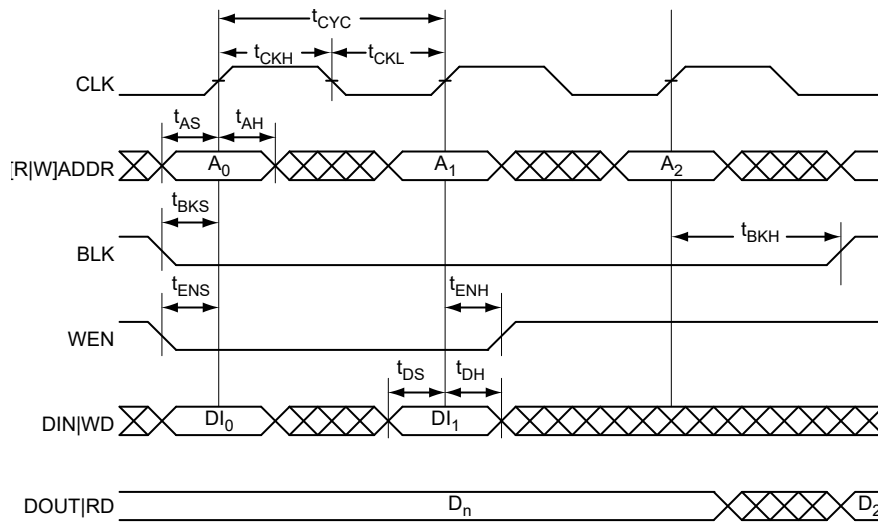 tCYC
tCKH tCKL
CLK
tAS tAH
[R|W]ADDR A0 A1 A2
tBKS
tBKH
BLK
tENS tENH
WEN
tDS tDH
DIN|WD DI0 DI1
DOUT|RD Dn D2